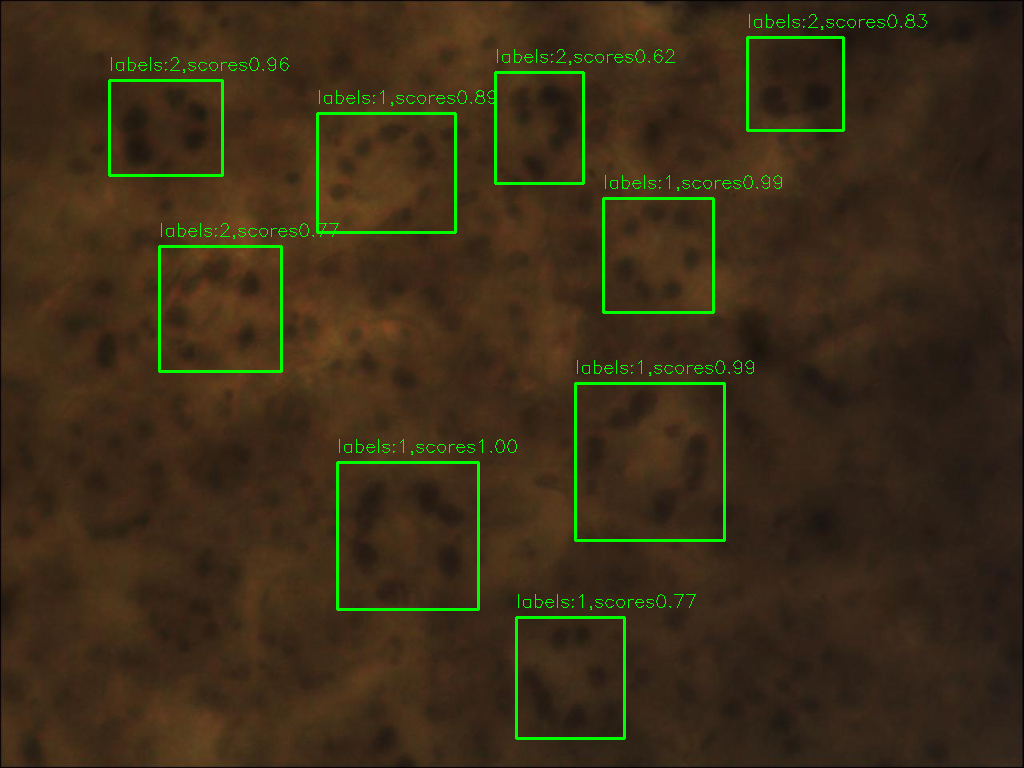 labels:2,scores0.83
labels:2,scores0.96
labels:2,scores0.62
labels:1,scores0.89
labels:1,scores0.99
labels:2,scores0.77
labels:1,scores0.99
labels:1,scores1.00
labels:1,scores0.77